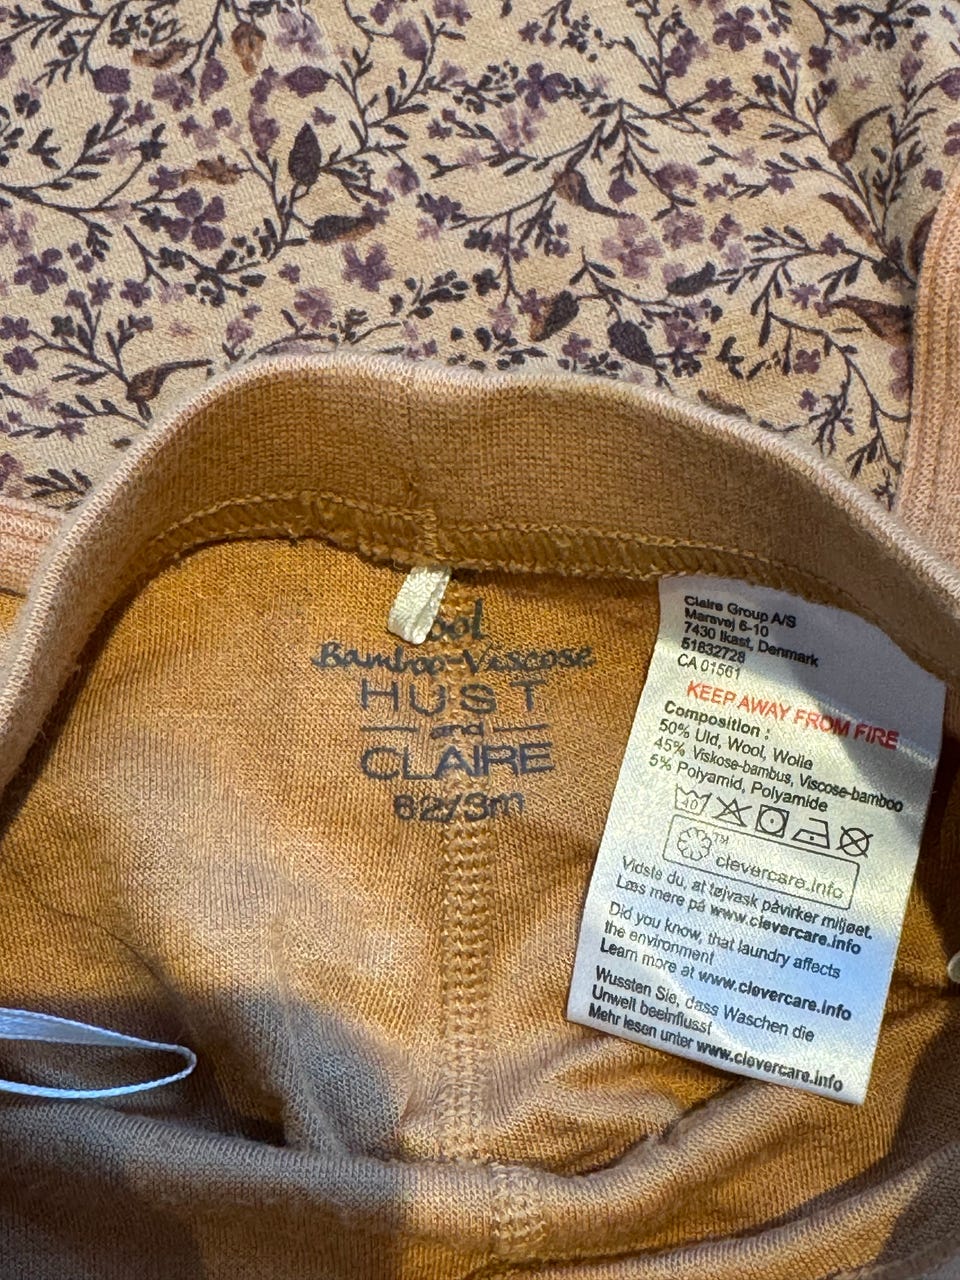 Bamboo-Viscose
HUST
and
CLAIRE
62/3m
Claire Group A/S
Marsvej 6-10
7430 Ikast, Denmark
51832728
CA 01561
KEEP AWAY FROM FIRE
Composition :
50% Uld, Wool, Wolle
45% Viskose-bambus, Viscose-bamboo
5% Polyamid, Polyamide
40
TM
clevercare.info
Vidste du, at tøjvask påvirker miljøet.
Læs mere på www.clevercare.info
Did you know, that laundry affects
the environment
Learn more at www.clevercare.info
Wussten Sie, dass Waschen die
Umwelt beeinflusst
Mehr lesen unter www.clevercare.info